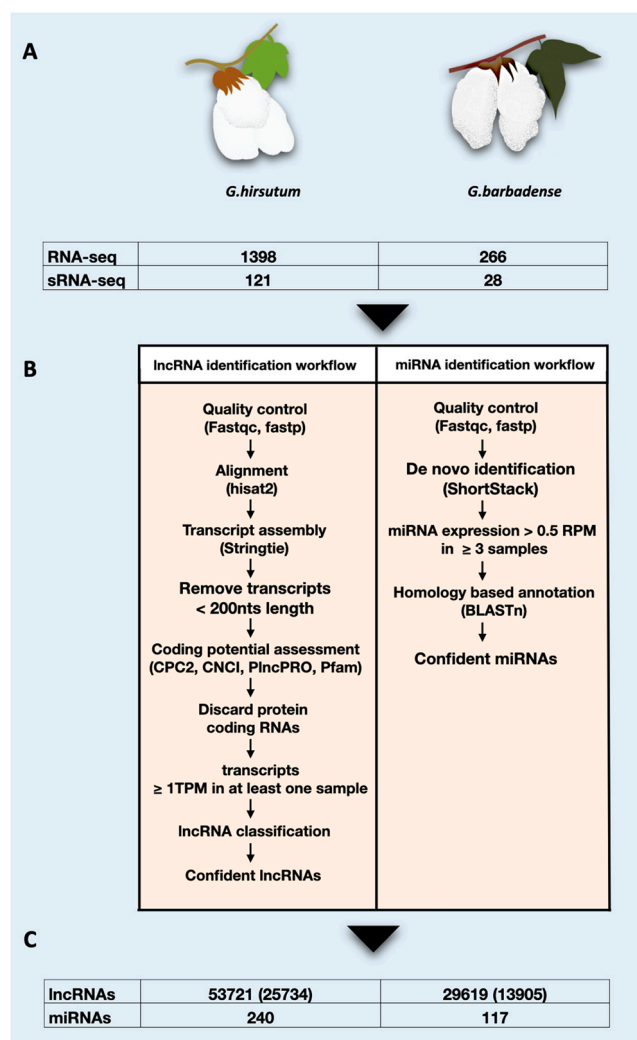 A
G.hirsutum G.barbadense
RNA-seq 1398 266
sRNA-seq 121 28
B
lncRNA identification workflow miRNA identification workflow
Quality control
(Fastqc, fastp)
Alignment
(hisat2)
Transcript assembly
(Stringtie)
Remove transcripts
< 200nts length
Coding potential assessment
(CPC2, CNCI, PlncPRO, Pfam)
Discard protein
coding RNAs
transcripts
≥ 1TPM in at least one sample
lncRNA classification
Confident lncRNAs
Quality control
(Fastqc, fastp)
De novo identification
(ShortStack)
miRNA expression > 0.5 RPM
in ≥ 3 samples
Homology based annotation
(BLASTn)
Confident miRNAs
C
lncRNAs 53721 (25734) 29619 (13905)
miRNAs 240 117